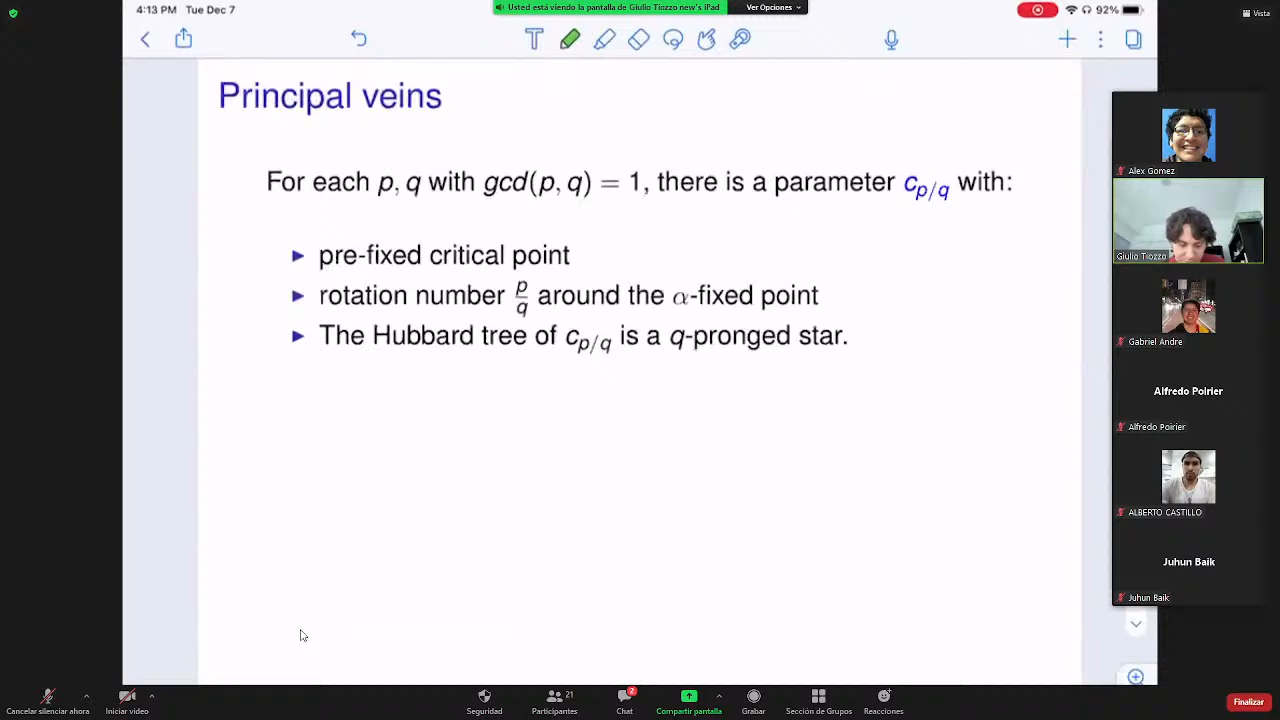 4:13 PM Tue Dec 7
Usted está viendo la pantalla de Giulio Tiozzo new's iPad
Ver Opciones
92%
Vista
Principal veins
For each p, q with gcd(p, q) = 1, there is a parameter c_{p/q} with:
▶ pre-fixed critical point
▶ rotation number p/q around the α-fixed point
▶ The Hubbard tree of c_{p/q} is a q-pronged star.
Alex Gomez
Giulio Tiozzo
Gabriel Andre
Alfredo Poirier
Alfredo Poirier
ALBERTO CASTILLO
Juhun Baik
Juhun Baik
Cancelar silenciar ahora
Iniciar video
Seguridad
21
Participantes
2
Chat
Compartir pantalla
Grabar
Sección de Grupos
Reacciones
Finalizar